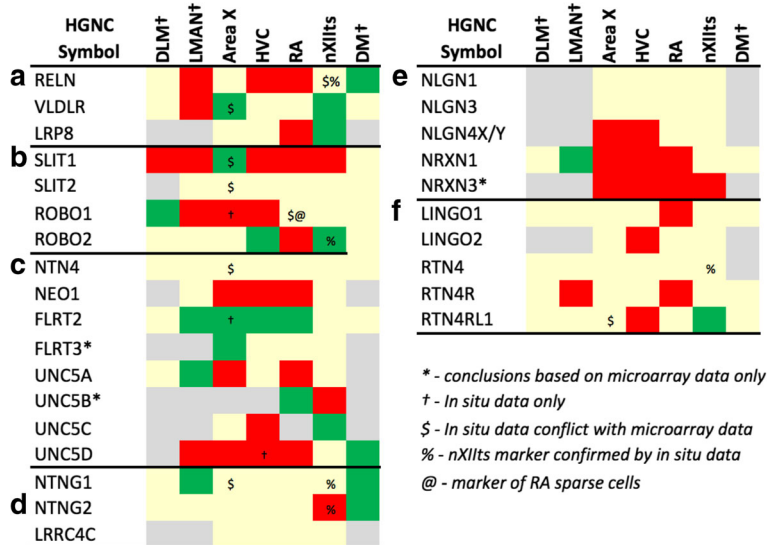 HGNC Symbol DLM† LMAN† Area X HVC RA nXIIts DM†
a
RELN $%
VLDLR $
LRP8
b
SLIT1 $
SLIT2 $
ROBO1 † $@
ROBO2 %
c
NTN4 $
NEO1
FLRT2 †
FLRT3*
UNC5A
UNC5B*
UNC5C
UNC5D †
NTNG1 $ %
d
NTNG2 %
LRRC4C
HGNC Symbol DLM† LMAN† Area X HVC RA nXIIts DM†
e
NLGN1
NLGN3
NLGN4X/Y
NRXN1
NRXN3*
f
LINGO1
LINGO2
RTN4 %
RTN4R
RTN4RL1 $
* - conclusions based on microarray data only
† - In situ data only
$ - In situ data conflict with microarray data
% - nXIIts marker confirmed by in situ data
@ - marker of RA sparse cells